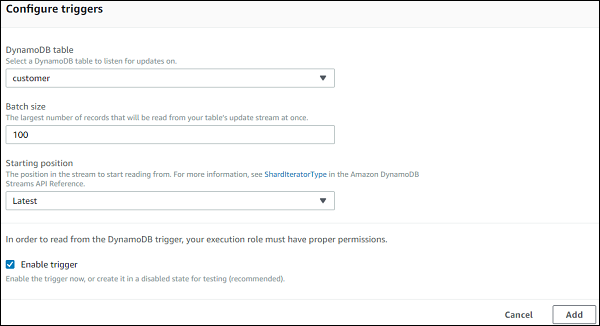 Configure triggers
DynamoDB table
Select a DynamoDB table to listen for updates on.
customer
Batch size
The largest number of records that will be read from your table's update stream at once.
100
Starting position
The position in the stream to start reading from. For more information, see ShardIteratorType in the Amazon DynamoDB
Streams API Reference.
Latest
In order to read from the DynamoDB trigger, your execution role must have proper permissions.
Enable trigger
Enable the trigger now, or create it in a disabled state for testing (recommended).
Cancel Add